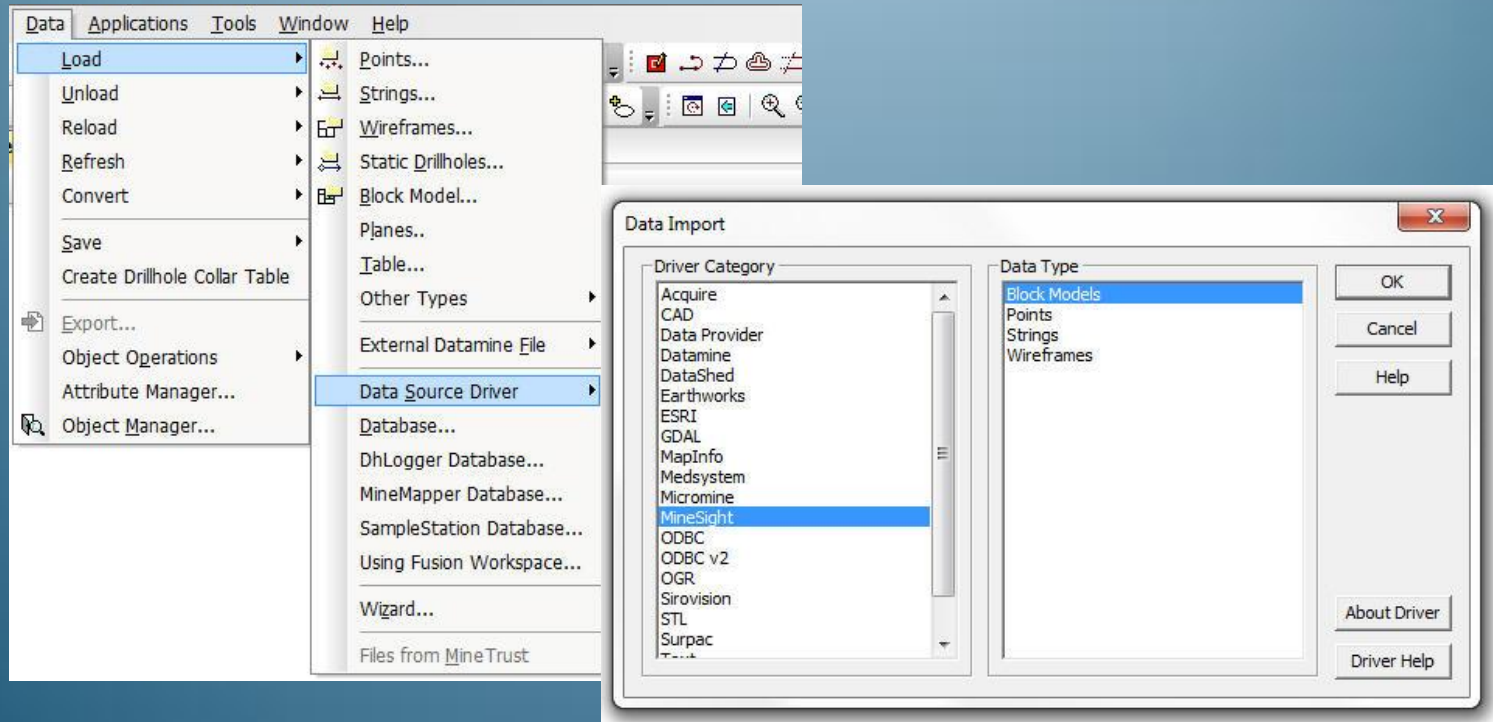 Data Applications Tools Window Help
Load
Unload
Reload
Refresh
Convert
Save
Create Drillhole Collar Table
Export...
Object Operations
Attribute Manager...
Object Manager...
Points...
Strings...
Wireframes...
Static Drillholes...
Block Model...
Planes..
Table...
Other Types
External Datamine File
Data Source Driver
Database...
DhLogger Database...
MineMapper Database...
SampleStation Database...
Using Fusion Workspace...
Wizard...
Files from MineTrust
Data Import
Driver Category
Acquire
CAD
Data Provider
Datamine
DataShed
Earthworks
ESRI
GDAL
MapInfo
Medsystem
Micromine
MineSight
ODBC
ODBC v2
OGR
Sirovision
STL
Surpac
Data Type
Block Models
Points
Strings
Wireframes
OK
Cancel
Help
About Driver
Driver Help